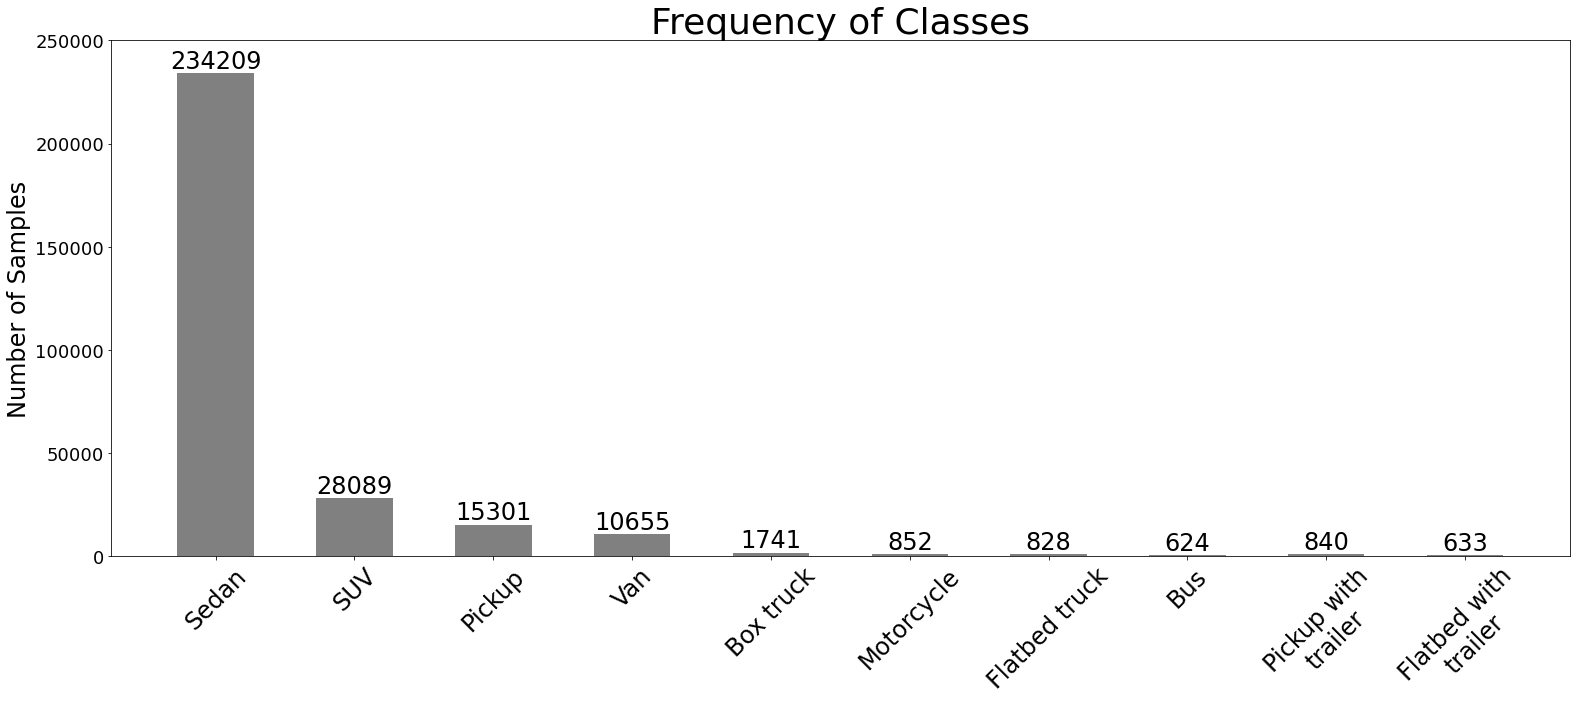 Frequency of Classes
Number of Samples
250000
200000
150000
100000
50000
0
234209
28089
15301
10655
1741
852
828
624
840
633
Sedan
SUV
Pickup
Van
Box truck
Motorcycle
Flatbed truck
Bus
Pickup with
trailer
Flatbed with
trailer